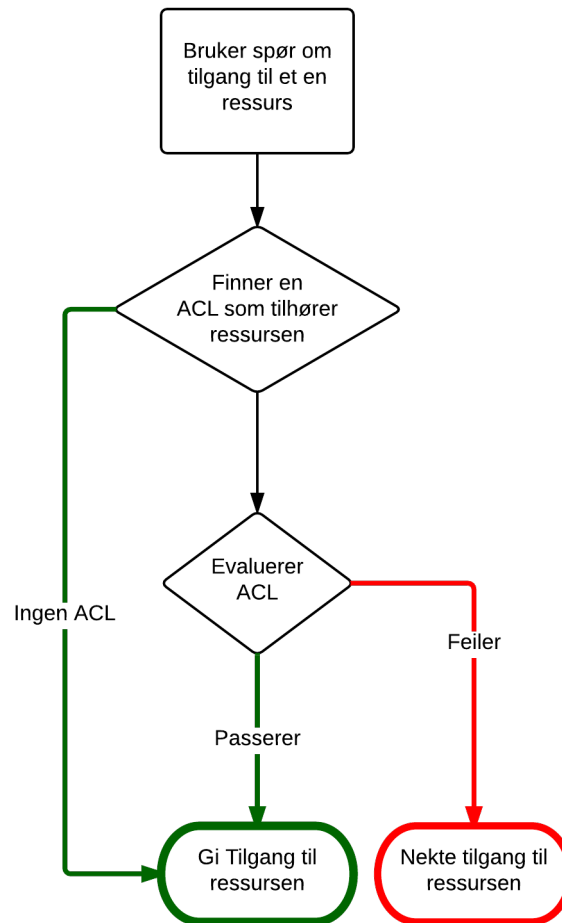 Bruker spør om
tilgang til et en
ressurs
Finner en
ACL som tilhører
ressursen
Evaluerer
ACL
Ingen ACL
Feiler
Passerer
Gi Tilgang til
ressursen
Nekte tilgang til
ressursen